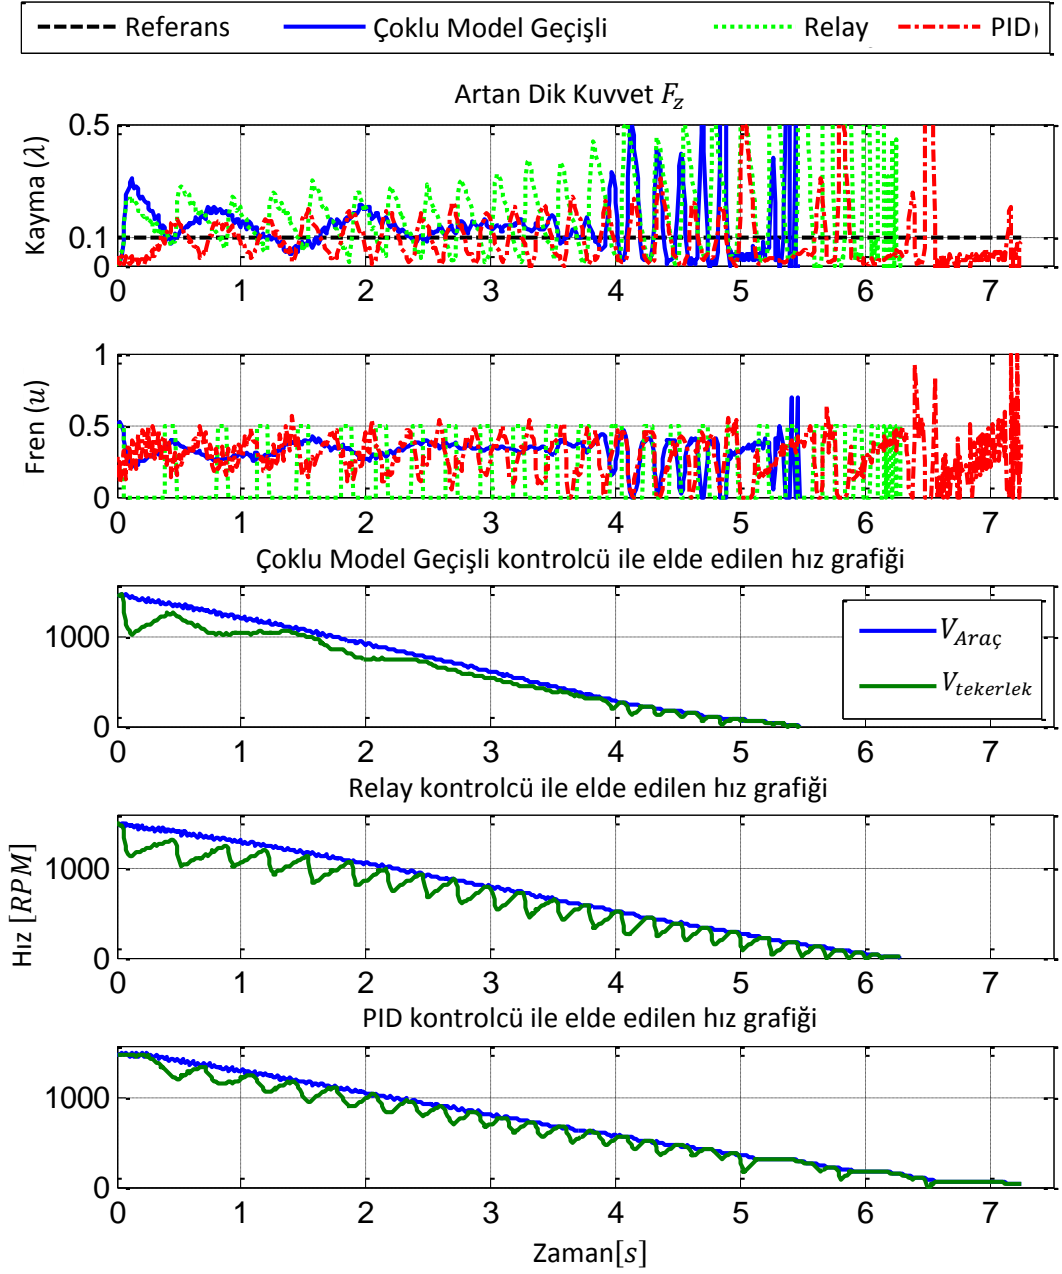 Referans Çoklu Model Geçişli Relay PID)
Artan Dik Kuvvet F_z
Kayma (λ)
0.5
0.1
0
0 1 2 3 4 5 6 7
Fren (u)
1
0.5
0
0 1 2 3 4 5 6 7
Çoklu Model Geçişli kontrolcü ile elde edilen hız grafiği
1000
0
V_Araç
V_tekerlek
0 1 2 3 4 5 6 7
Relay kontrolcü ile elde edilen hız grafiği
Hız [RPM]
1000
0
0 1 2 3 4 5 6 7
PID kontrolcü ile elde edilen hız grafiği
1000
0
0 1 2 3 4 5 6 7
Zaman[s]